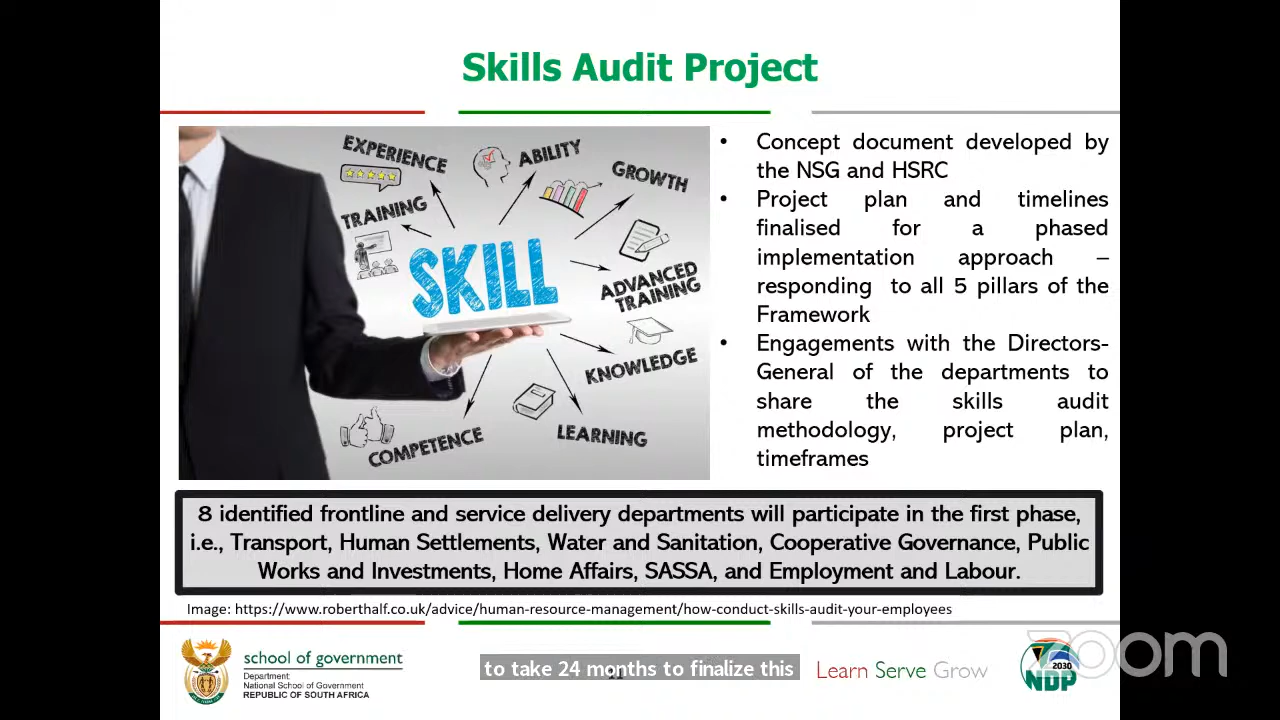 Skills Audit Project
EXPERIENCE
ABILITY
GROWTH
TRAINING
SKILL
ADVANCED
TRAINING
KNOWLEDGE
LEARNING
COMPETENCE
• Concept document developed by
the NSG and HSRC
• Project plan and timelines
finalised for a phased
implementation approach –
responding to all 5 pillars of the
Framework
• Engagements with the Directors-
General of the departments to
share the skills audit
methodology, project plan,
timeframes
8 identified frontline and service delivery departments will participate in the first phase,
i.e., Transport, Human Settlements, Water and Sanitation, Cooperative Governance, Public
Works and Investments, Home Affairs, SASSA, and Employment and Labour.
Image: https://www.roberthalf.co.uk/advice/human-resource-management/how-conduct-skills-audit-your-employees
school of government
Department:
National School of Government
REPUBLIC OF SOUTH AFRICA
to take 24 months to finalize this
Learn Serve Grow
2030
NDP
zoom